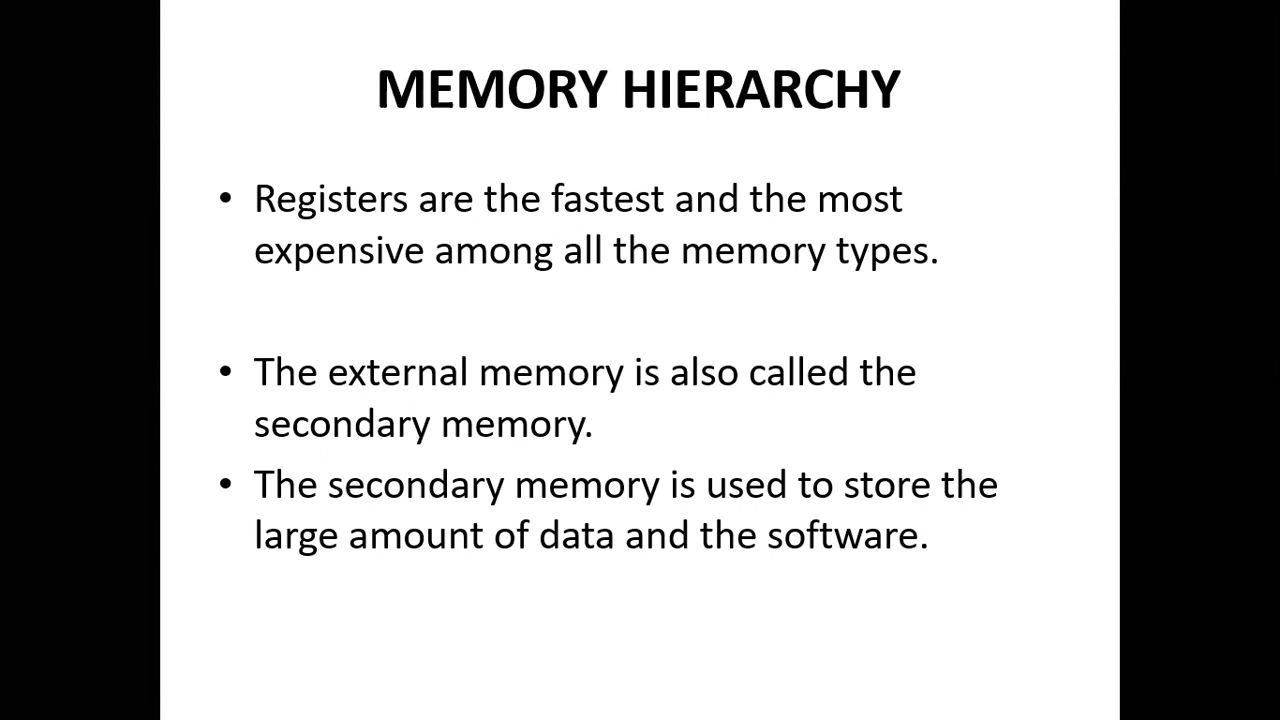 MEMORY HIERARCHY
• Registers are the fastest and the most
expensive among all the memory types.
• The external memory is also called the
secondary memory.
• The secondary memory is used to store the
large amount of data and the software.